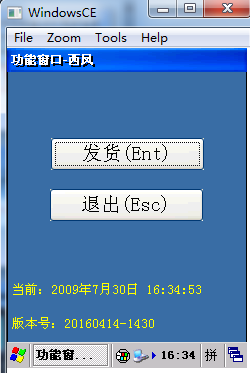 WindowsCE
File Zoom Tools Help
功能窗口-西风
发货(Ent)
退出(Esc)
当前：2009年7月30日 16:34:53
版本号：20160414-1430
功能窗... 16:34 拼